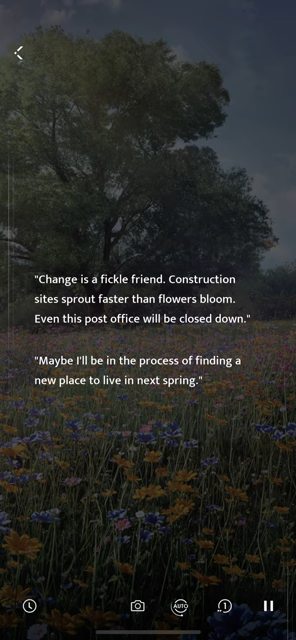 "Change is a fickle friend. Construction
sites sprout faster than flowers bloom.
Even this post office will be closed down."
"Maybe I'll be in the process of finding a
new place to live in next spring."
AUTO
1